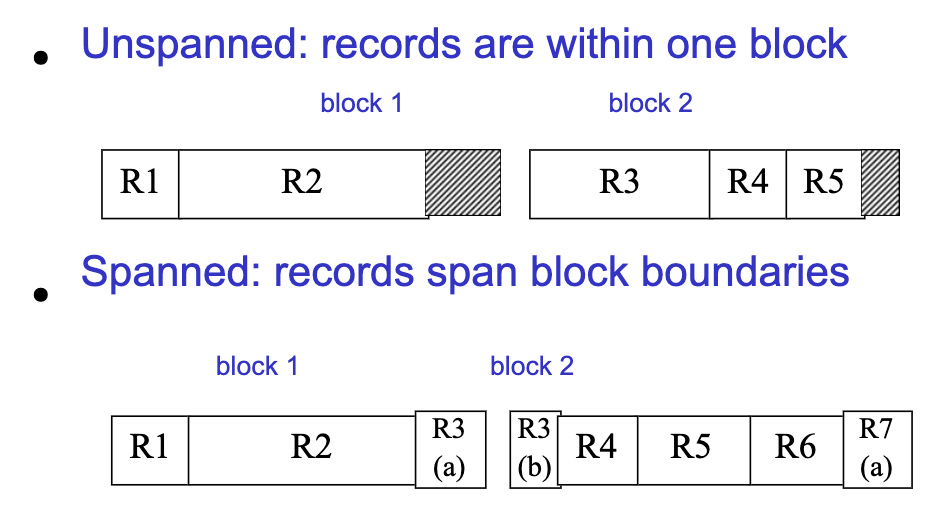 • Unspanned: records are within one block
block 1 block 2
R1 R2 R3 R4 R5
• Spanned: records span block boundaries
block 1 block 2
R1 R2 R3 (a) R3 (b) R4 R5 R6 R7 (a)